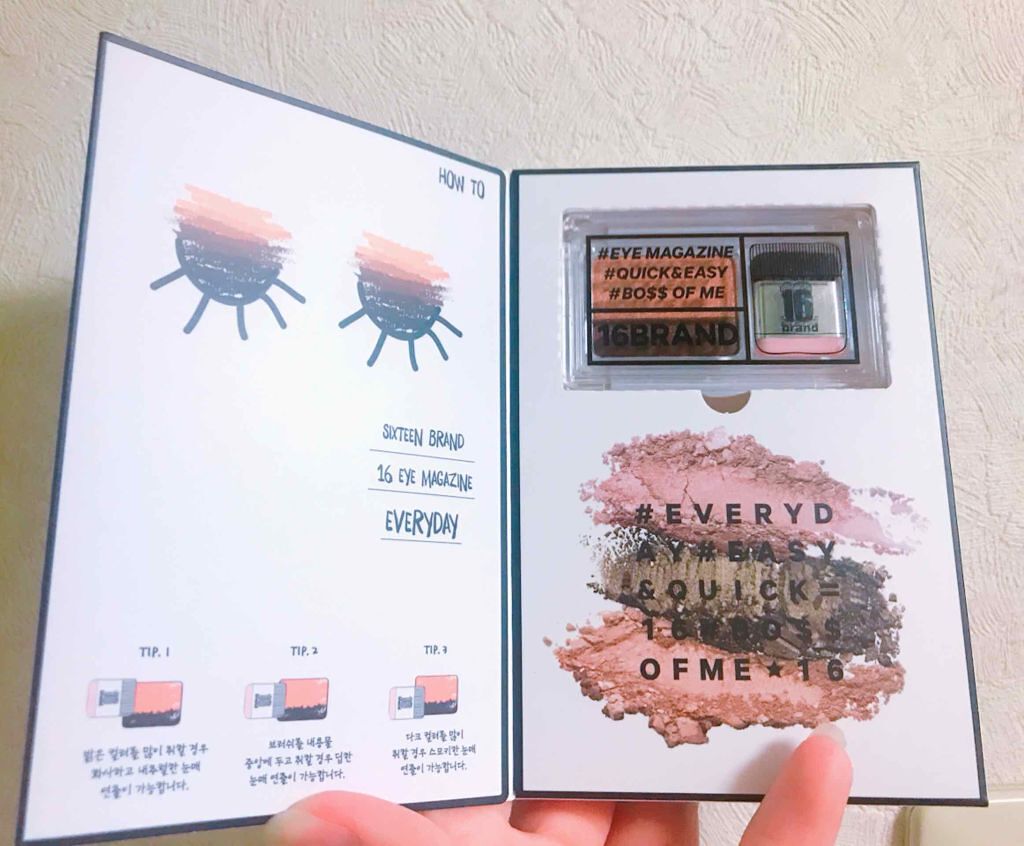 HOW TO
SIXTEEN BRAND
16 EYE MAGAZINE
EVERYDAY
TIP. 1
밝은 컬러를 많이 취할 경우
화사하고 내추럴한 눈매
연출이 가능합니다.
TIP. 2
브러쉬를 내용물
중앙에 두고 취할 경우 딥한
눈매 연출이 가능합니다.
TIP. 3
다크 컬러를 많이
취할 경우 스모키한 눈매
연출이 가능합니다.
#EYE MAGAZINE
#QUICK&EASY
#BO$$ OF ME
16BRAND
16
brand
#EVERYD
AY#EASY
&QUICK=
16#BO$$
OFME★16